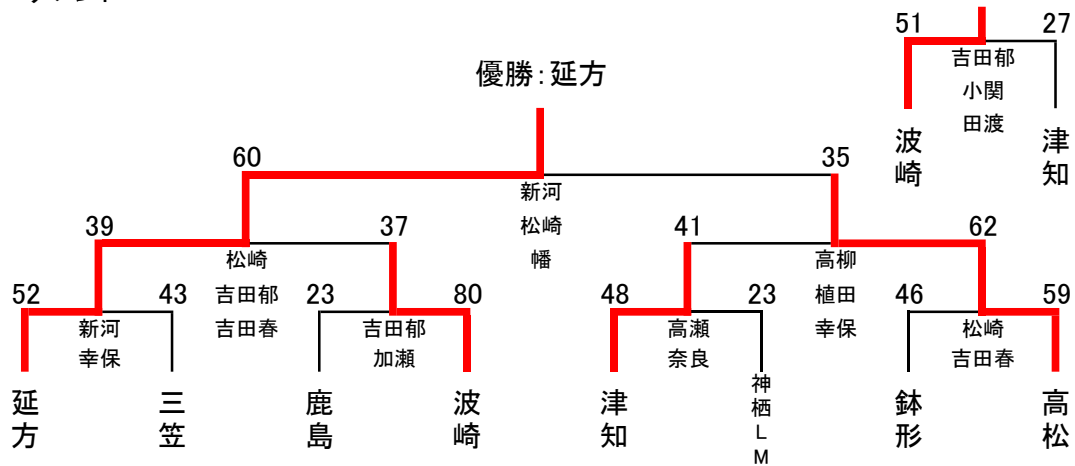 51 27
吉田郁
小関
田渡
波崎
津知
優勝：延方
60 35
新河
松崎
幡
39 37 41 62
松崎
吉田郁
吉田春
高柳
植田
幸保
52 43 23 80 48 23 46 59
新河
幸保
吉田郁
加瀬
高瀬
奈良
松崎
吉田春
延方
三笠
鹿島
波崎
津知
神栖LM
鉢形
高松